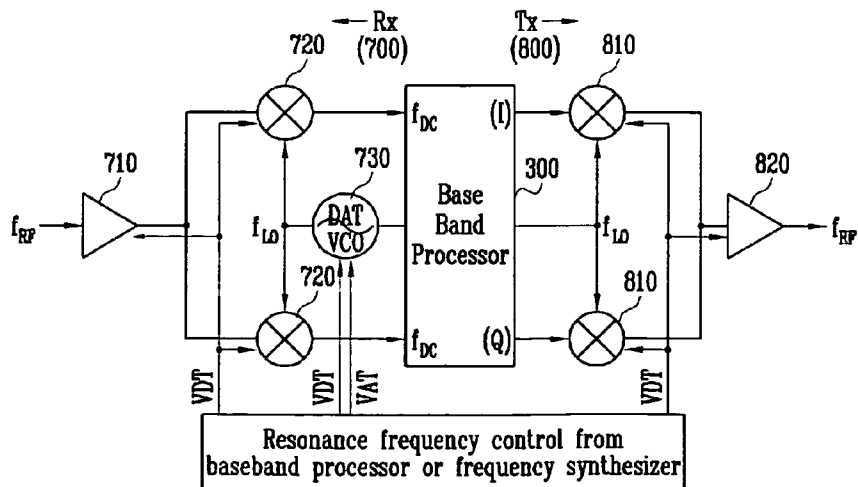 Rx Tx
(700) (800)
720 810
f_DC (I)
710 730 300 820
f_RF f_LO DAT VCO Base Band Processor f_LO f_RF
720 810
f_DC (Q)
VDT VDT VAT VDT
Resonance frequency control from
baseband processor or frequency synthesizer